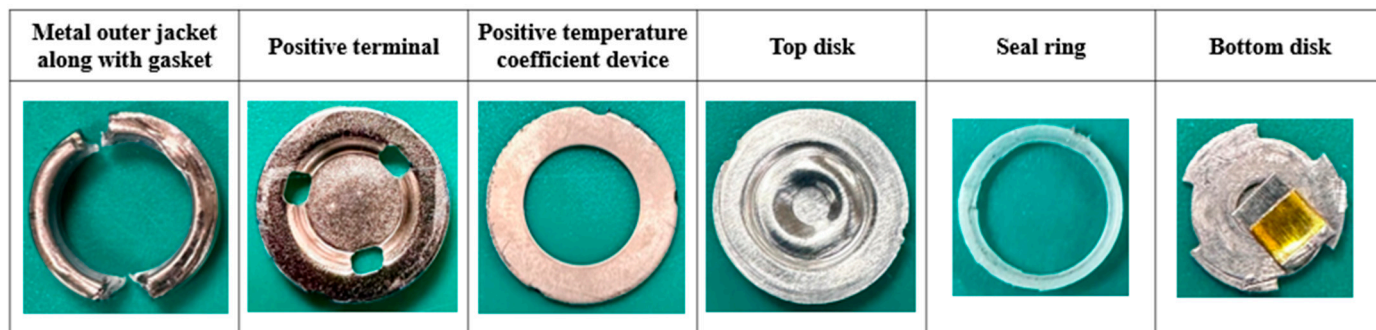 Metal outer jacket
along with gasket
Positive terminal
Positive temperature
coefficient device
Top disk
Seal ring
Bottom disk